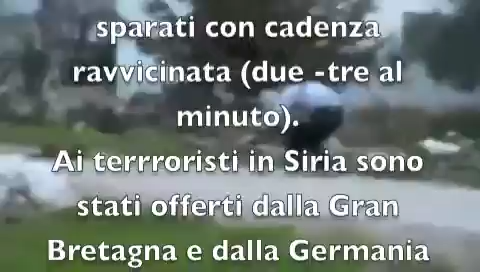 sparati con cadenza
ravvicinata (due -tre al
minuto).
Ai terrroristi in Siria sono
stati offerti dalla Gran
Bretagna e dalla Germania